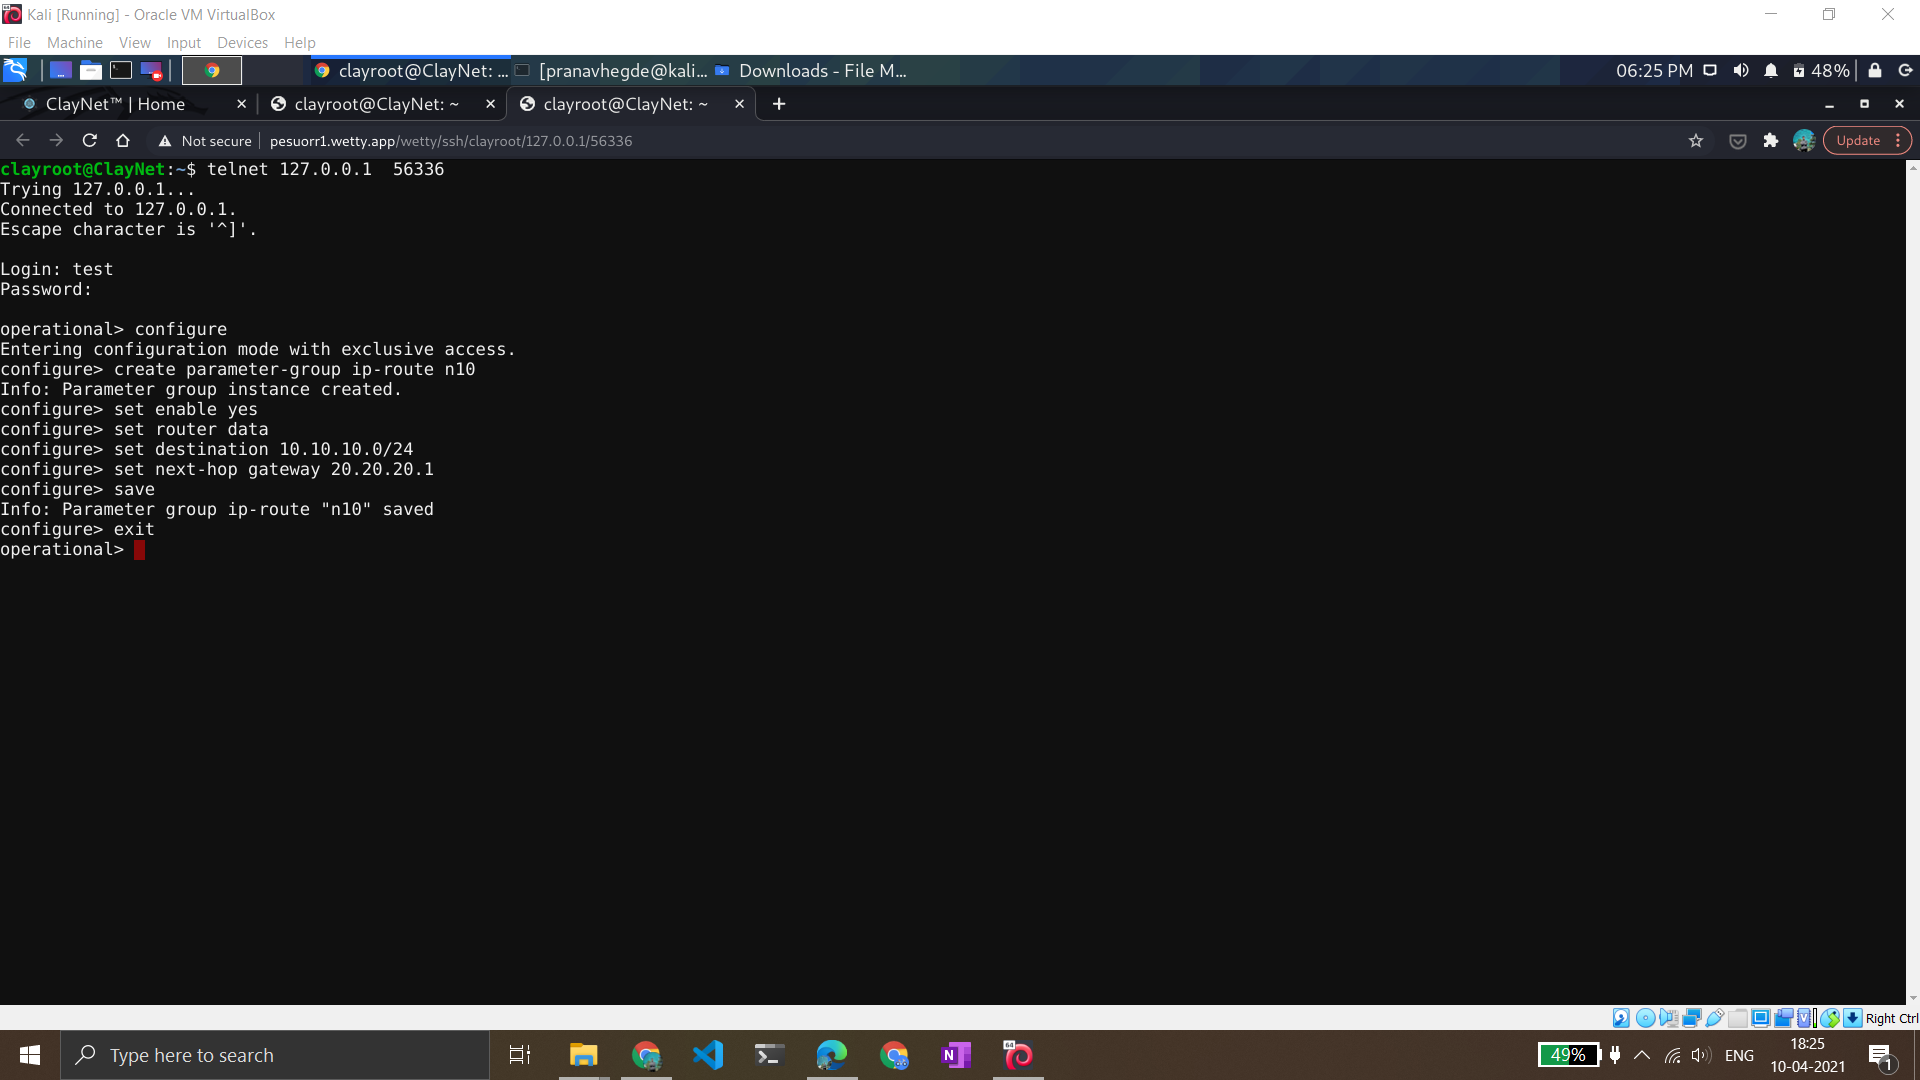 Kali [Running] - Oracle VM VirtualBox
File Machine View Input Devices Help
clayroot@ClayNet: ... [pranavhegde@kali... Downloads - File M... 06:25 PM 48%
ClayNet™ | Home clayroot@ClayNet: ~ clayroot@ClayNet: ~
Not secure pesuorr1.wetty.app/wetty/ssh/clayroot/127.0.0.1/56336 Update
clayroot@ClayNet:~$ telnet 127.0.0.1  56336
Trying 127.0.0.1...
Connected to 127.0.0.1.
Escape character is '^]'.
Login: test
Password:
operational> configure
Entering configuration mode with exclusive access.
configure> create parameter-group ip-route n10
Info: Parameter group instance created.
configure> set enable yes
configure> set router data
configure> set destination 10.10.10.0/24
configure> set next-hop gateway 20.20.20.1
configure> save
Info: Parameter group ip-route "n10" saved
configure> exit
operational>
Right Ctrl
Type here to search 49% ENG 18:25
10-04-2021 1